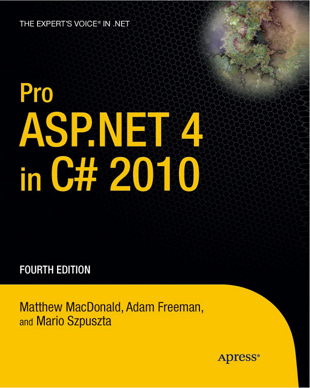 THE EXPERT'S VOICE® IN .NET
Pro
ASP.NET 4
in C# 2010
FOURTH EDITION
Matthew MacDonald, Adam Freeman,
and Mario Szpuszta
Apress®